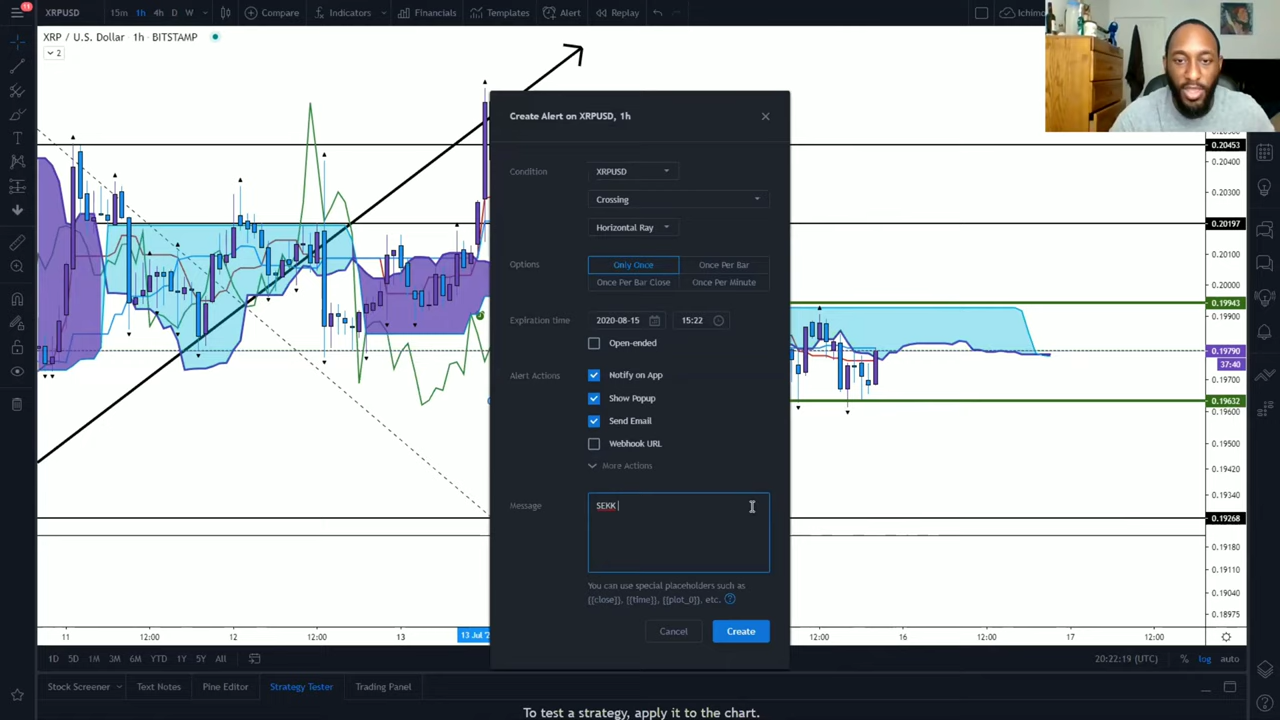 11
XRPUSD 15m 1h 4h D W Compare Indicators Financials Templates Alert Replay Ichimo
XRP / U.S. Dollar · 1h · BITSTAMP
2
Create Alert on XRPUSD, 1h
Condition XRPUSD
Crossing
Horizontal Ray
Options Only Once Once Per Bar
Once Per Bar Close Once Per Minute
Expiration time 2020-08-15 15:22
Open-ended
Alert Actions Notify on App
Show Popup
Send Email
Webhook URL
More Actions
Message SEKK
You can use special placeholders such as
{{close}}, {{time}}, {{plot_0}}, etc.
Cancel Create
0.20453
0.20400
0.20300
0.20197
0.20100
0.20000
0.19943
0.19900
0.19790
37:40
0.19700
0.19632
0.19600
0.19500
0.19420
0.19340
0.19268
0.19180
0.19110
0.19040
0.18975
11 12:00 12 12:00 13 13 Jul '2 12:00 16 12:00 17 12:00
1D 5D 1M 3M 6M YTD 1Y 5Y All 20:22:19 (UTC) % log auto
Stock Screener Text Notes Pine Editor Strategy Tester Trading Panel
To test a strategy, apply it to the chart.